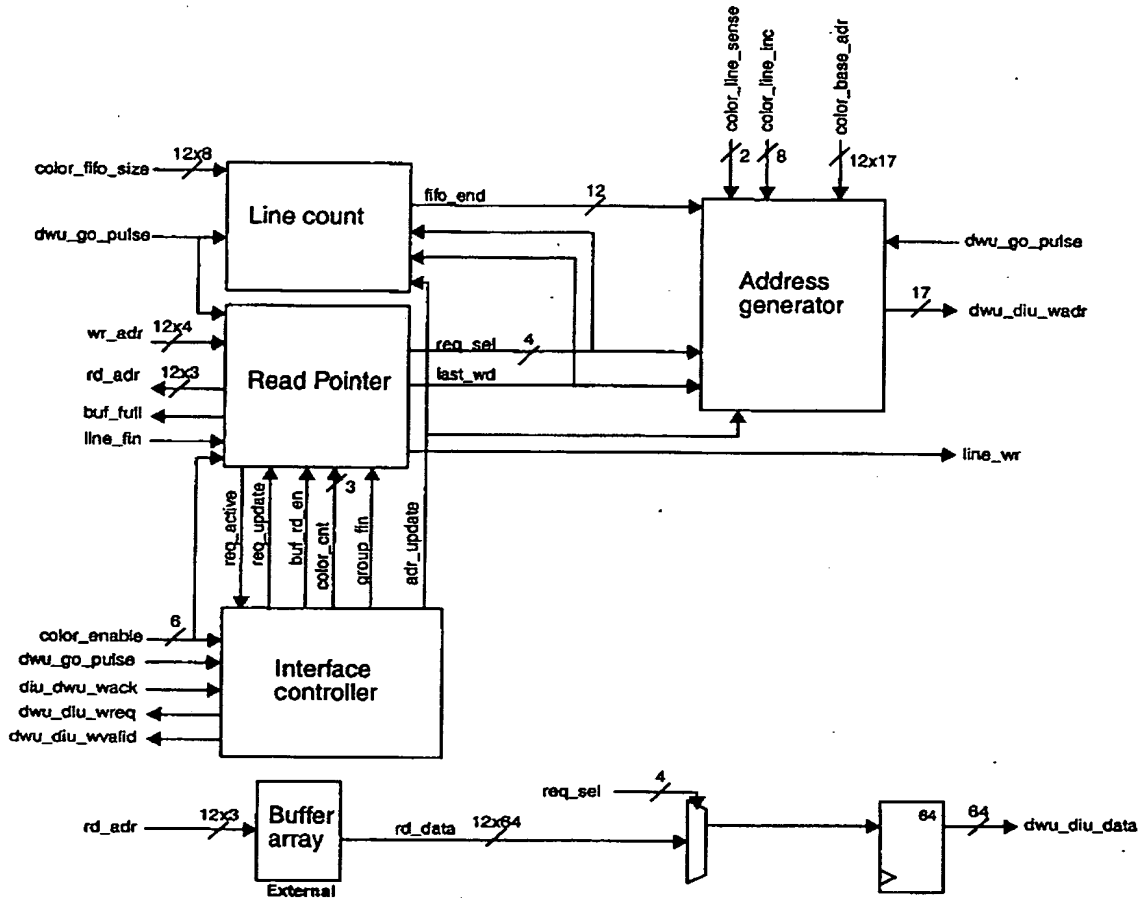 color_line_sense
color_line_inc
color_base_adr
2
8
12x17
color_fifo_size
12x8
Line count
fifo_end
12
dwu_go_pulse
dwu_go_pulse
Address
generator
17
dwu_diu_wadr
wr_adr
12x4
rd_adr
12x3
buf_full
line_fin
Read Pointer
req_sel
4
last_wd
line_wr
req_active
req_update
buf_rd_en
color_cnt
3
group_fin
adr_update
color_enable
6
dwu_go_pulse
diu_dwu_wack
dwu_diu_wreq
dwu_diu_wvalid
Interface
controller
req_sel
4
rd_adr
12x3
Buffer
array
External
rd_data
12x64
64
64
dwu_diu_data